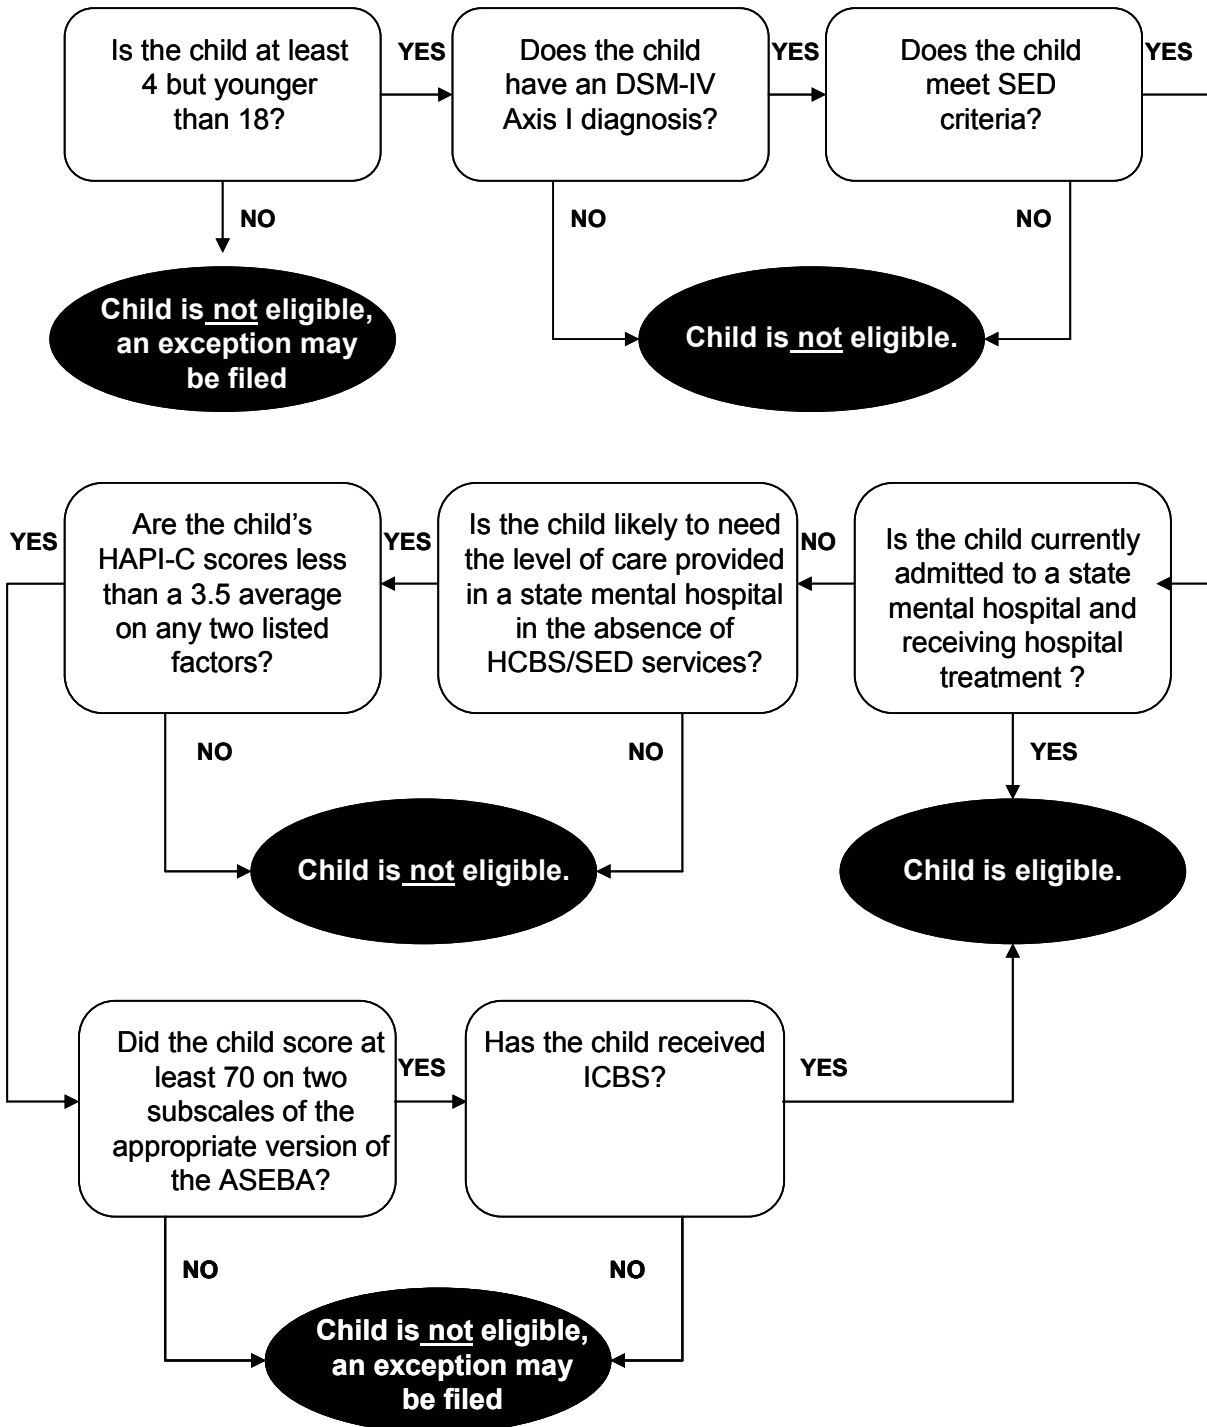 Is the child at least
4 but younger
than 18?
YES
Does the child
have an DSM-IV
Axis I diagnosis?
YES
Does the child
meet SED
criteria?
YES
NO
NO
NO
Child is not eligible,
an exception may
be filed
Child is not eligible.
YES
Are the child’s
HAPI-C scores less
than a 3.5 average
on any two listed
factors?
YES
Is the child likely to need
the level of care provided
in a state mental hospital
in the absence of
HCBS/SED services?
NO
Is the child currently
admitted to a state
mental hospital and
receiving hospital
treatment ?
NO
NO
YES
Child is not eligible.
Child is eligible.
Did the child score at
least 70 on two
subscales of the
appropriate version of
the ASEBA?
YES
Has the child received
ICBS?
YES
NO
NO
Child is not eligible,
an exception may
be filed